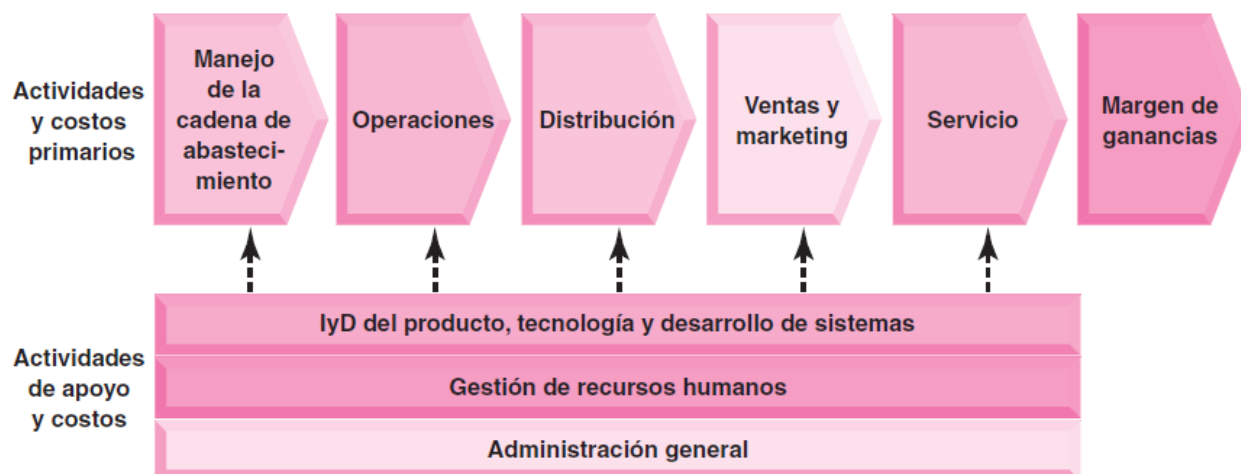 Actividades
y costos
primarios
Manejo
de la
cadena de
abasteci-
miento
Operaciones
Distribución
Ventas y
marketing
Servicio
Margen de
ganancias
Actividades
de apoyo
y costos
IyD del producto, tecnología y desarrollo de sistemas
Gestión de recursos humanos
Administración general